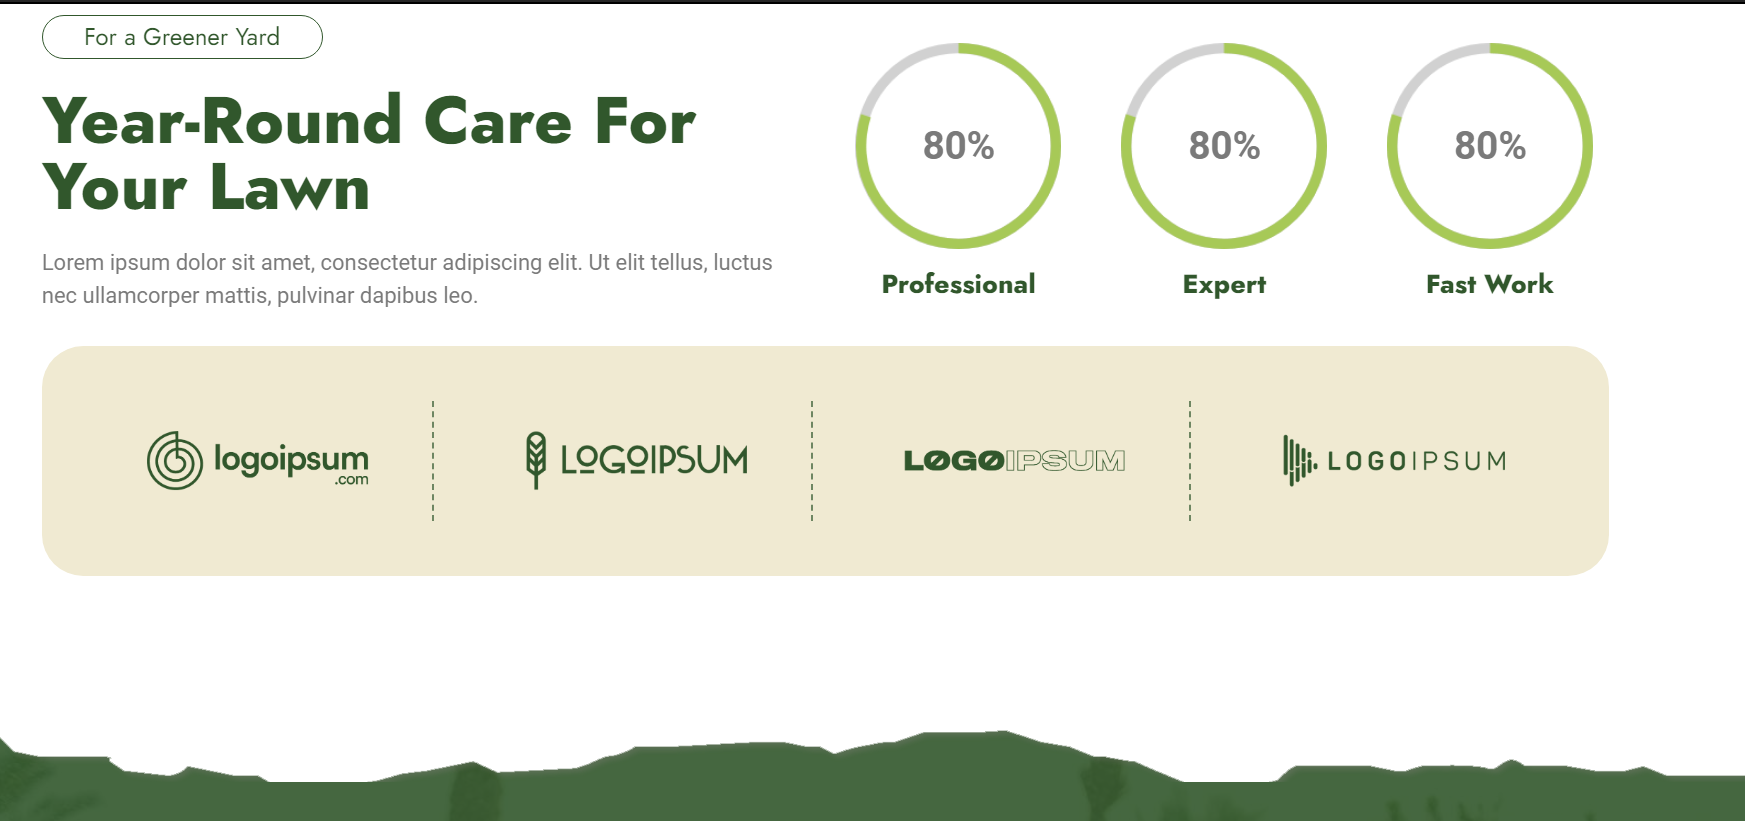 For a Greener Yard
Year-Round Care For
Your Lawn
Lorem ipsum dolor sit amet, consectetur adipiscing elit. Ut elit tellus, luctus
nec ullamcorper mattis, pulvinar dapibus leo.
80%
Professional
80%
Expert
80%
Fast Work
logoipsum
.com
LOGOIPSUM
LOGOIPSUM
LOGOIPSUM